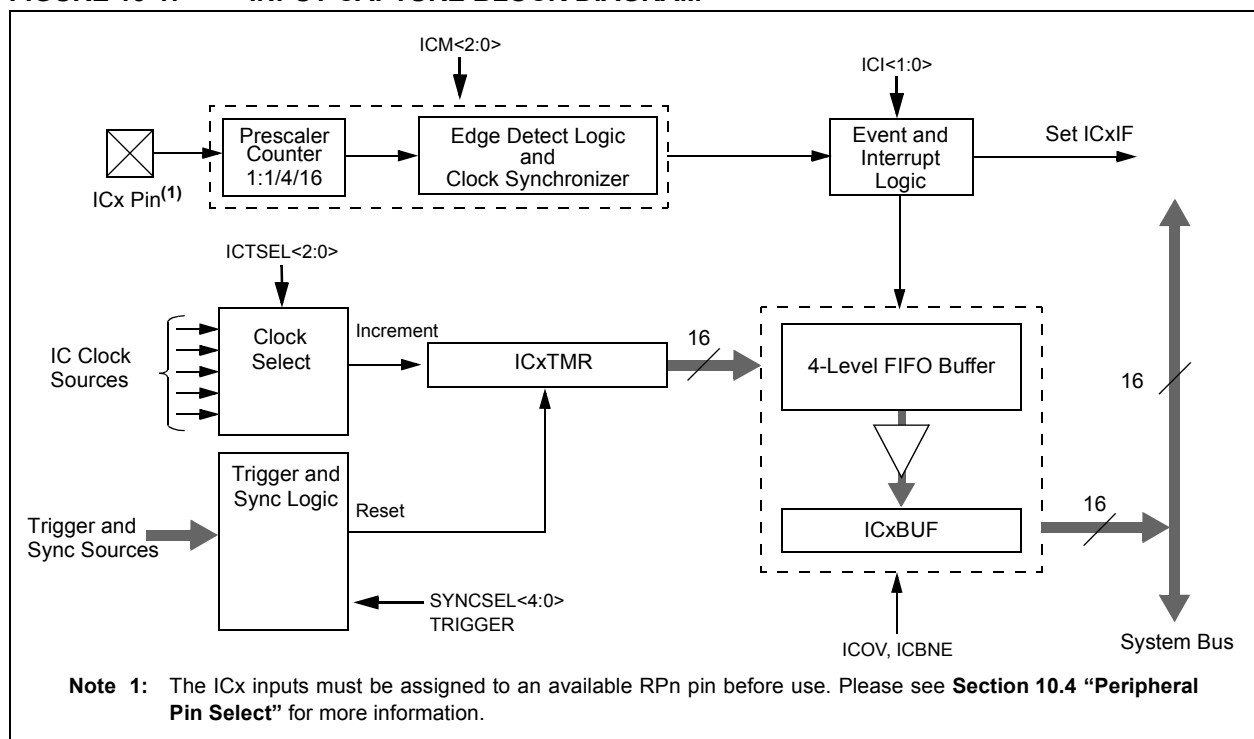 ICM<2:0>
ICI<1:0>
Prescaler
Counter
1:1/4/16
Edge Detect Logic
and
Clock Synchronizer
Event and
Interrupt
Logic
Set ICxIF
ICx Pin(1)
ICTSEL<2:0>
IC Clock
Sources
Clock
Select
Increment
ICxTMR
16
4-Level FIFO Buffer
16
Trigger and
Sync Logic
Reset
Trigger and
Sync Sources
ICxBUF
16
SYNCSEL<4:0>
TRIGGER
ICOV, ICBNE
System Bus
Note 1: The ICx inputs must be assigned to an available RPn pin before use. Please see Section 10.4 “Peripheral
Pin Select” for more information.